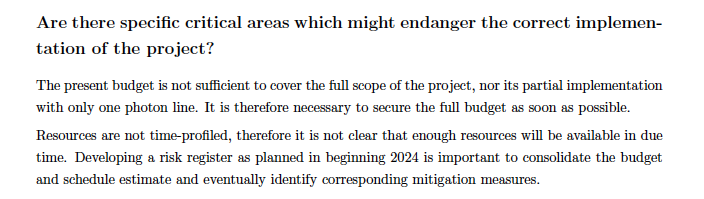 Are there specific critical areas which might endanger the correct implemen-
tation of the project?
The present budget is not sufficient to cover the full scope of the project, nor its partial implementation
with only one photon line. It is therefore necessary to secure the full budget as soon as possible.
Resources are not time-profiled, therefore it is not clear that enough resources will be available in due
time. Developing a risk register as planned in beginning 2024 is important to consolidate the budget
and schedule estimate and eventually identify corresponding mitigation measures.